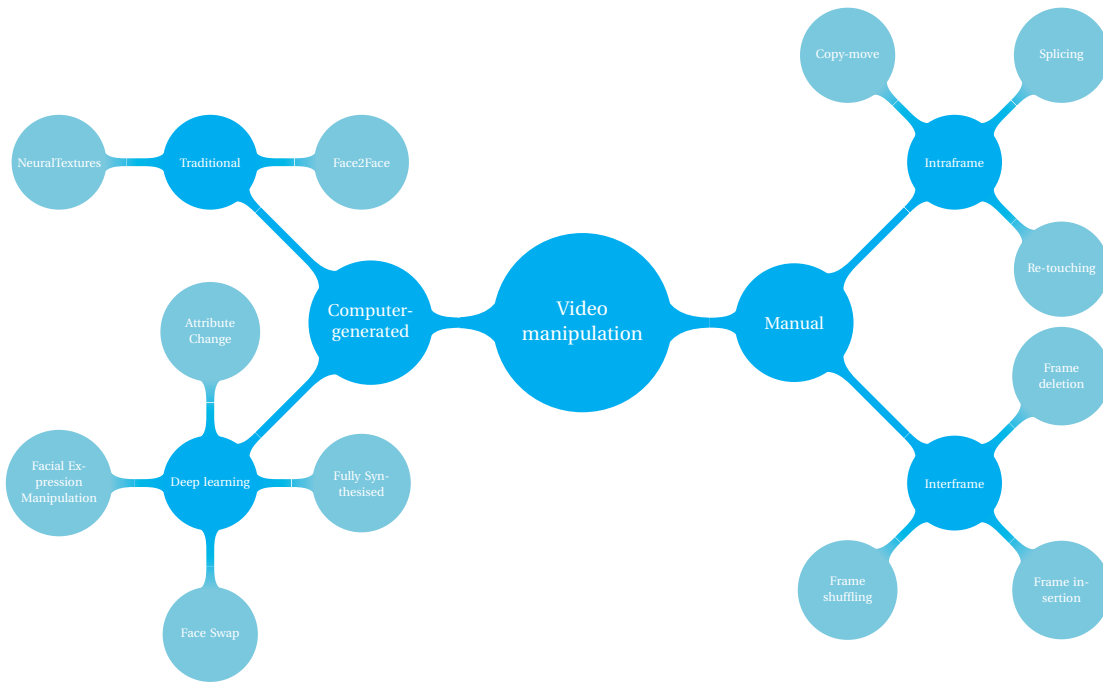 Copy-move
Splicing
NeuralTextures
Traditional
Face2Face
Intraframe
Re-touching
Computer-
generated
Video
manipulation
Manual
Attribute
Change
Frame
deletion
Facial Ex-
pression
Manipulation
Deep learning
Fully Syn-
thesised
Interframe
Frame
shuffling
Frame in-
sertion
Face Swap